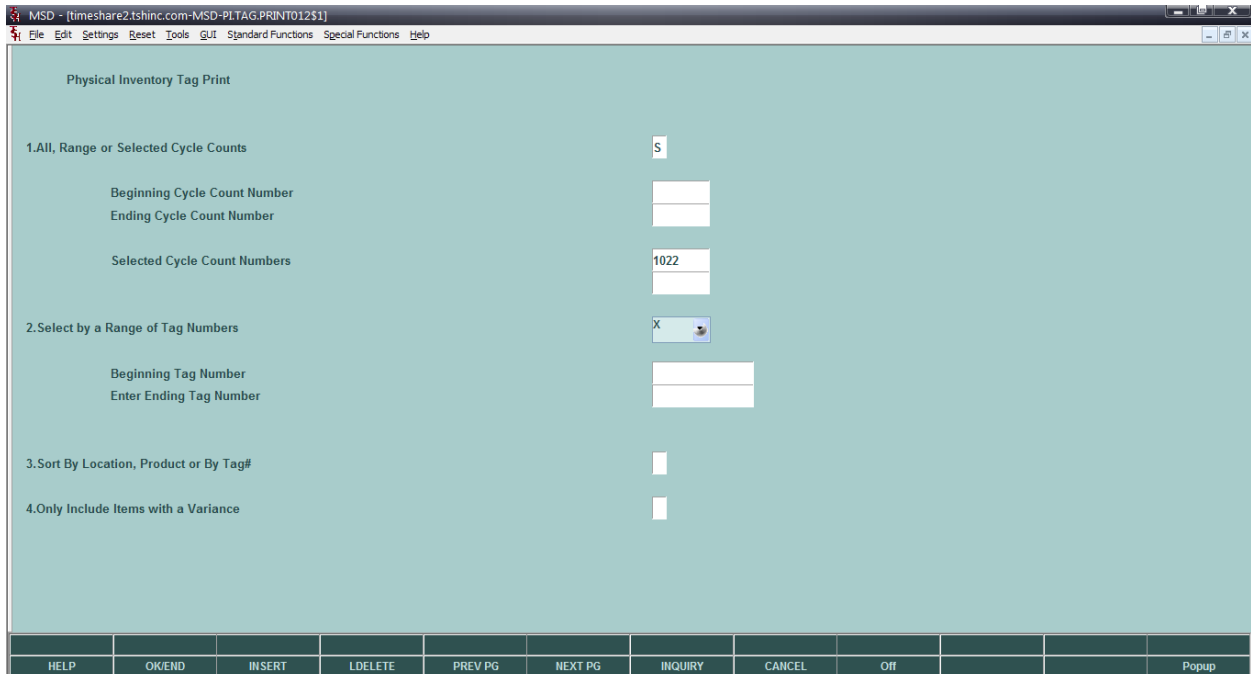 MSD - [timeshare2.tshinc.com-MSD-PI.TAG.PRINT012$1]
File Edit Settings Reset Tools GUI Standard Functions Special Functions Help
Physical Inventory Tag Print
1.All, Range or Selected Cycle Counts S
Beginning Cycle Count Number
Ending Cycle Count Number
Selected Cycle Count Numbers 1022
2.Select by a Range of Tag Numbers X
Beginning Tag Number
Enter Ending Tag Number
3.Sort By Location, Product or By Tag#
4.Only Include Items with a Variance
HELP OK/END INSERT LDELETE PREV PG NEXT PG INQUIRY CANCEL Off Popup